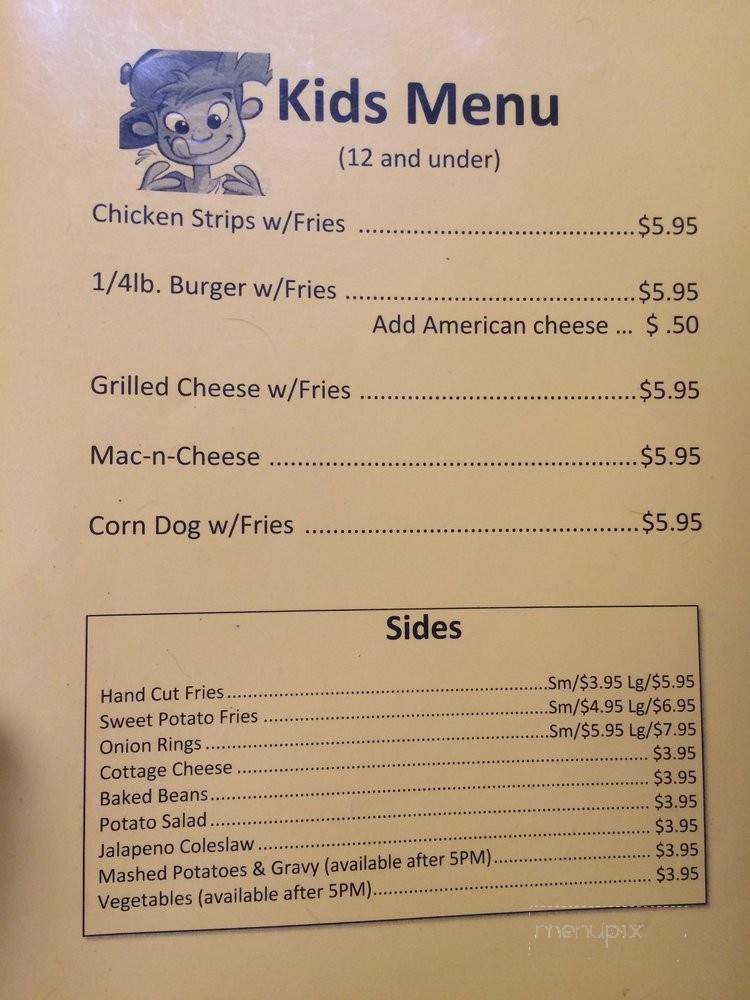 Kids Menu
(12 and under)
Chicken Strips w/Fries ......................................$5.95
1/4lb. Burger w/Fries ........................................$5.95
Add American cheese ... $ .50
Grilled Cheese w/Fries ......................................$5.95
Mac-n-Cheese ...................................................$5.95
Corn Dog w/Fries ..............................................$5.95
Sides
Hand Cut Fries..............................................................Sm/$3.95 Lg/$5.95
Sweet Potato Fries .......................................................Sm/$4.95 Lg/$6.95
Onion Rings ..................................................................Sm/$5.95 Lg/$7.95
Cottage Cheese ................................................................................ $3.95
Baked Beans..................................................................................... $3.95
Potato Salad..................................................................................... $3.95
Jalapeno Coleslaw ............................................................................ $3.95
Mashed Potatoes & Gravy (available after 5PM)............................... $3.95
Vegetables (available after 5PM)....................................................... $3.95
menupix